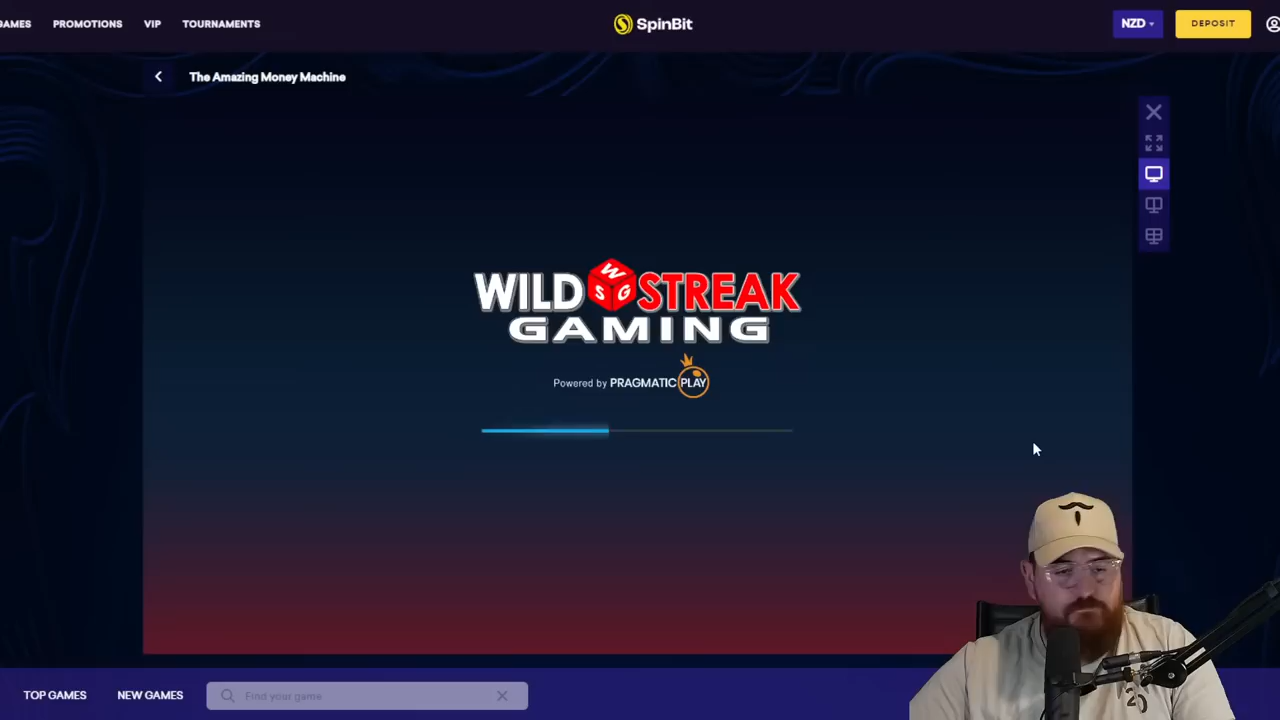 GAMES PROMOTIONS VIP TOURNAMENTS SpinBit NZD DEPOSIT
The Amazing Money Machine
WILD WSG STREAK
GAMING
Powered by PRAGMATIC PLAY
TOP GAMES NEW GAMES Find your game
20